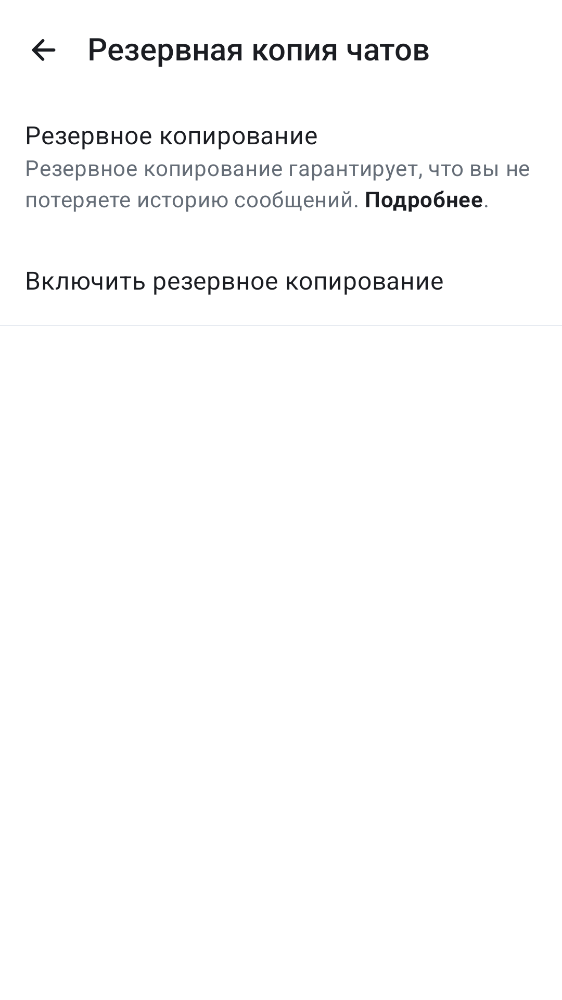 Резервная копия чатов
Резервное копирование
Резервное копирование гарантирует, что вы не
потеряете историю сообщений. Подробнее.
Включить резервное копирование